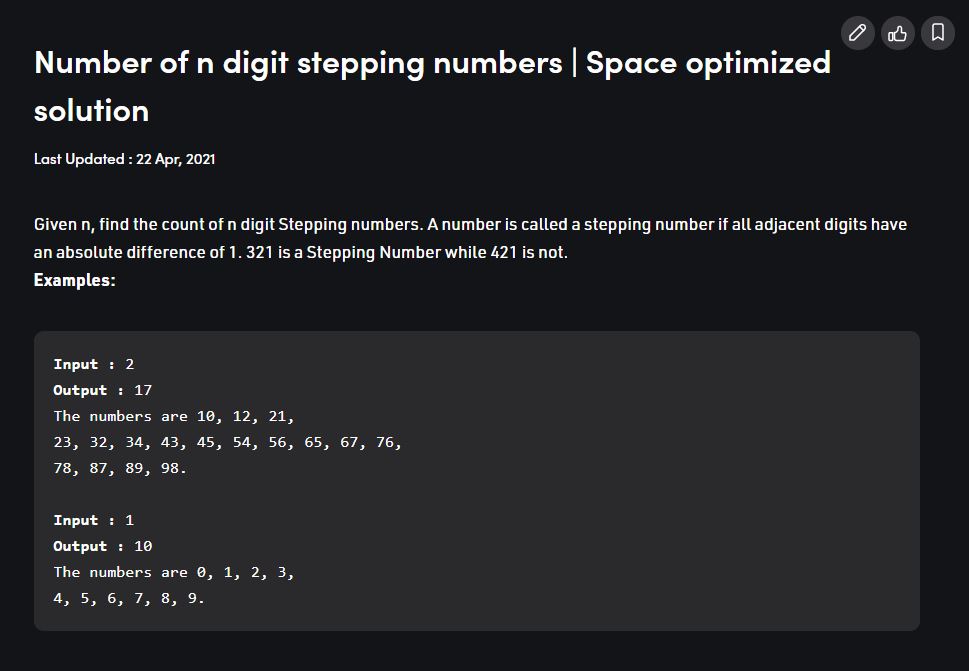 Number of n digit stepping numbers | Space optimized
solution
Last Updated : 22 Apr, 2021
Given n, find the count of n digit Stepping numbers. A number is called a stepping number if all adjacent digits have
an absolute difference of 1. 321 is a Stepping Number while 421 is not.
Examples:
Input : 2
Output : 17
The numbers are 10, 12, 21,
23, 32, 34, 43, 45, 54, 56, 65, 67, 76,
78, 87, 89, 98.
Input : 1
Output : 10
The numbers are 0, 1, 2, 3,
4, 5, 6, 7, 8, 9.